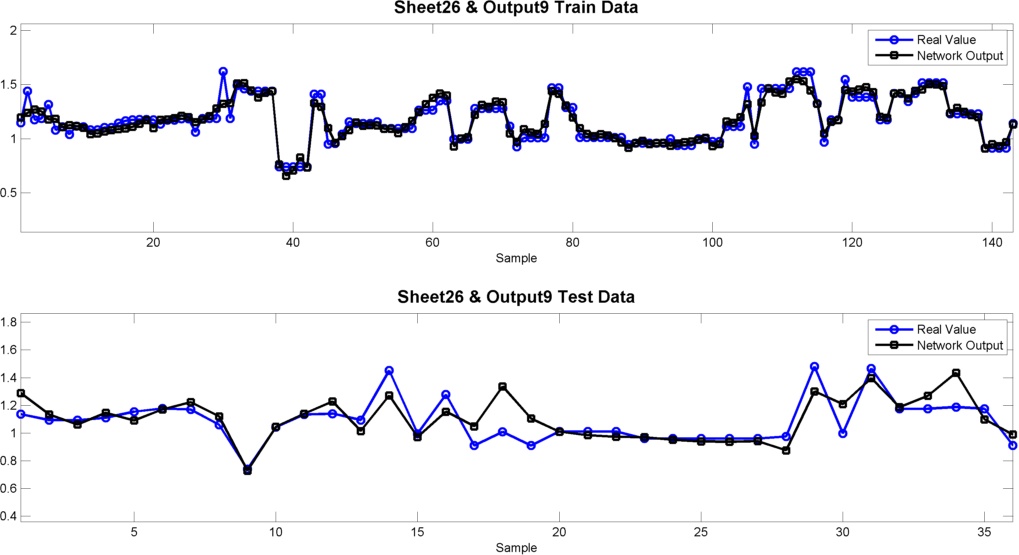 Sheet26 & Output9 Train Data
2
1.5
1
0.5
Real Value
Network Output
20 40 60 80 100 120 140
Sample
Sheet26 & Output9 Test Data
1.8
1.6
1.4
1.2
1
0.8
0.6
0.4
Real Value
Network Output
5 10 15 20 25 30 35
Sample